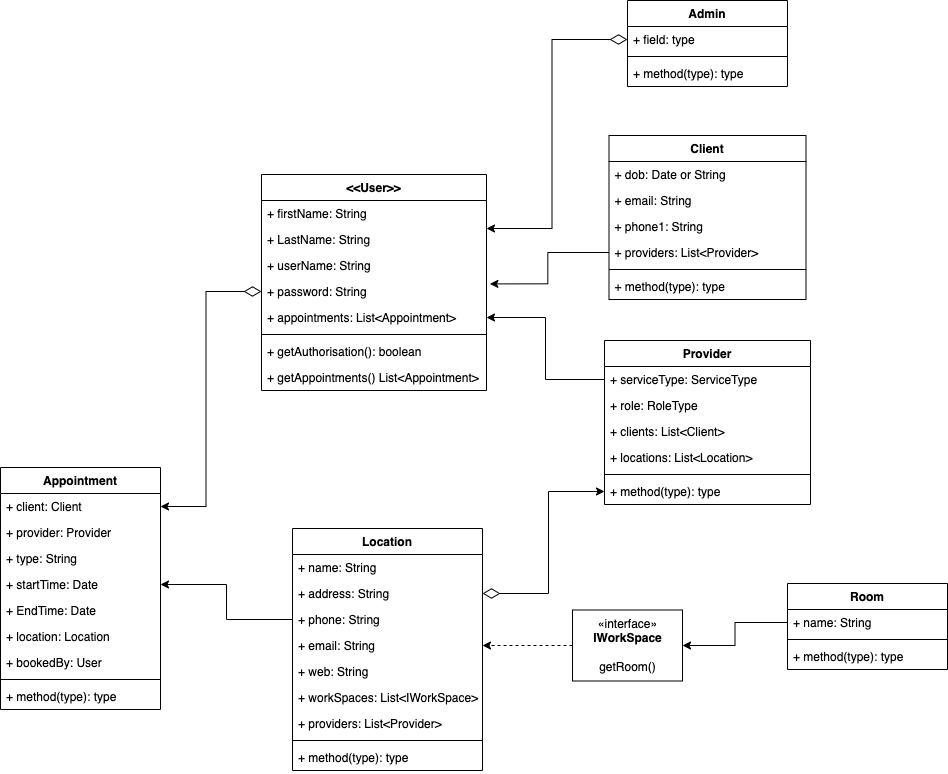 Admin
+ field: type
+ method(type): type
Client
+ dob: Date or String
+ email: String
+ phone1: String
+ providers: List<Provider>
+ method(type): type
<<User>>
+ firstName: String
+ LastName: String
+ userName: String
+ password: String
+ appointments: List<Appointment>
+ getAuthorisation(): boolean
+ getAppointments() List<Appointment>
Provider
+ serviceType: ServiceType
+ role: RoleType
+ clients: List<Client>
+ locations: List<Location>
+ method(type): type
Appointment
+ client: Client
+ provider: Provider
+ type: String
+ startTime: Date
+ EndTime: Date
+ location: Location
+ bookedBy: User
+ method(type): type
Location
+ name: String
+ address: String
+ phone: String
+ email: String
+ web: String
+ workSpaces: List<IWorkSpace>
+ providers: List<Provider>
+ method(type): type
«interface»
IWorkSpace
getRoom()
Room
+ name: String
+ method(type): type